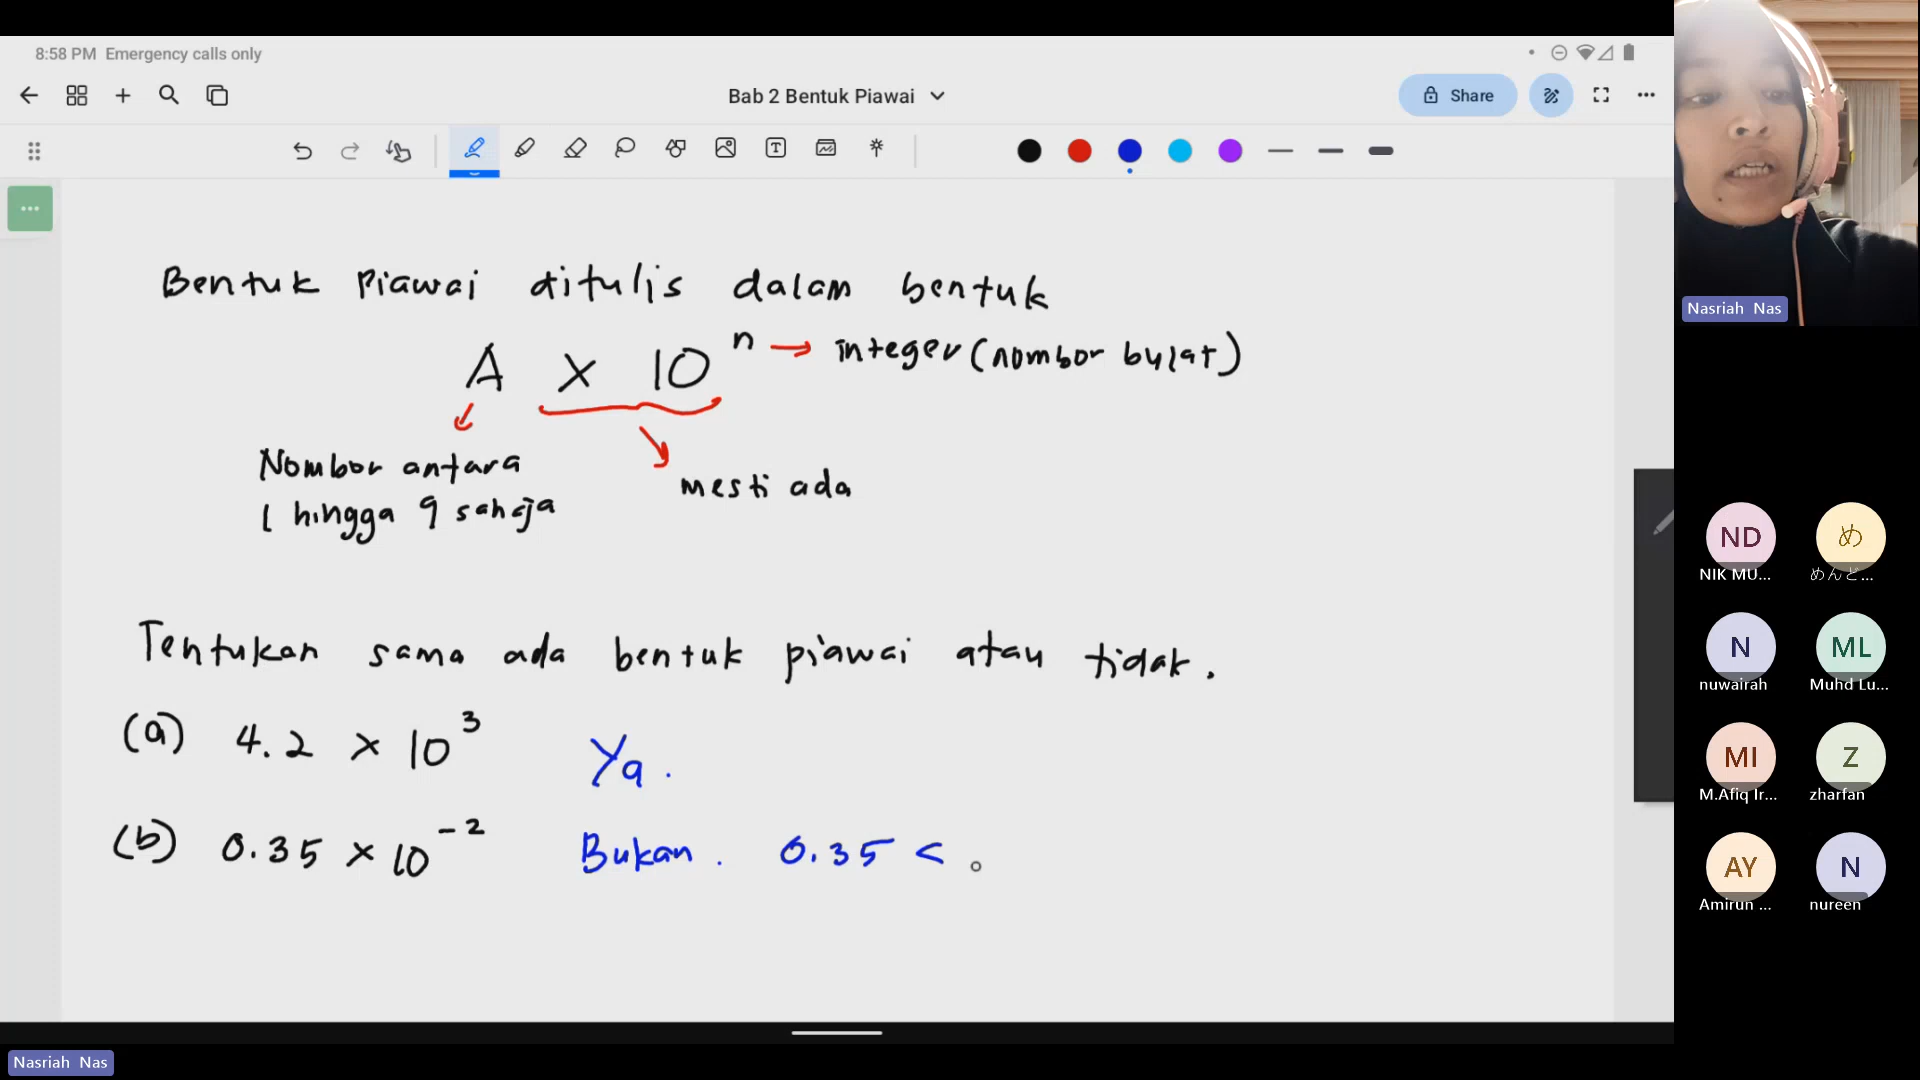 8:58 PM Emergency calls only
Bab 2 Bentuk Piawai
Share
Bentuk Piawai ditulis dalam bentuk
A × 10ⁿ → integer (nombor bulat)
Nombor antara
1 hingga 9 sahaja
mesti ada
Tentukan sama ada bentuk piawai atau tidak.
(a) 4.2 × 10³ Ya.
(b) 0.35 × 10⁻² Bukan. 0.35 <
Nasriah Nas
ND
NIK MU...
め
めんど...
N
nuwairah
ML
Muhd Lu...
MI
M.Afiq Ir...
Z
zharfan
AY
Amirun ...
N
nureen
Nasriah Nas